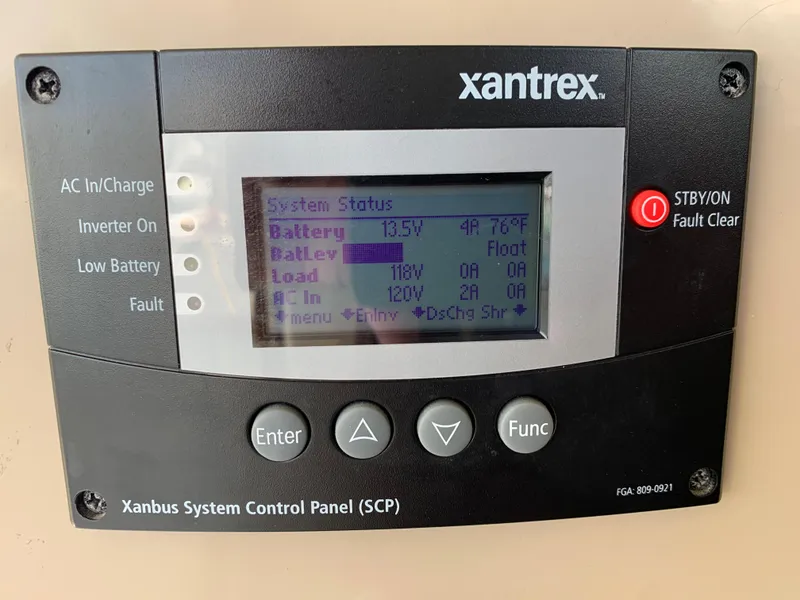 xantrex™
AC In/Charge
Inverter On
Low Battery
Fault
System Status
Battery 13.5V 4A 76°F
BatLev Float
Load 118V 0A 0A
AC In 120V 2A 0A
menu EnInv DsChg Shr
STBY/ON
Fault Clear
Enter
Func
Xanbus System Control Panel (SCP)
FGA: 809-0921